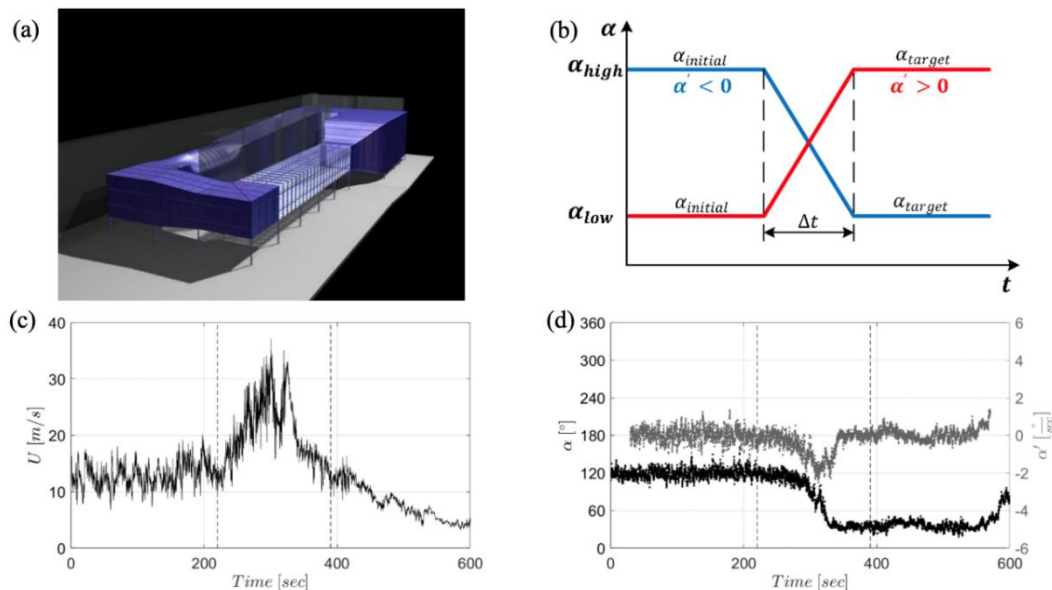 (a)
(b)
α
α_high
α_initial
α' < 0
α_target
α' > 0
α_low
α_initial
α_target
Δt
t
(c)
40
30
20
10
0
U [m/s]
0 200 400 600
Time [sec]
(d)
360
300
240
180
120
60
0
α [°]
6
4
2
0
-2
-4
-6
α' [°/sec]
0 200 400 600
Time [sec]